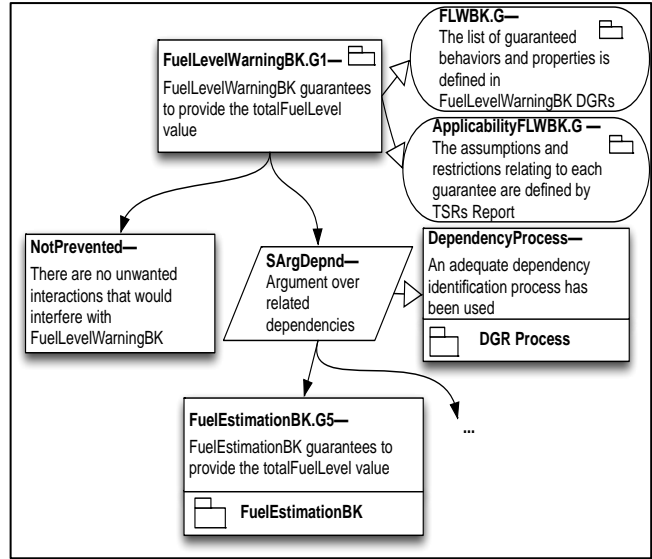 FuelLevelWarningBK.G1—
FuelLevelWarningBK guarantees
to provide the totalFuelLevel
value
FLWBK.G—
The list of guaranteed
behaviors and properties is
defined in
FuelLevelWarningBK DGRs
ApplicabilityFLWBK.G —
The assumptions and
restrictions relating to each
guarantee are defined by
TSRs Report
NotPrevented—
There are no unwanted
interactions that would
interfere with
FuelLevelWarningBK
SArgDepnd—
Argument over
related
dependencies
DependencyProcess—
An adequate dependency
identification process has
been used
DGR Process
FuelEstimationBK.G5—
FuelEstimationBK guarantees to
provide the totalFuelLevel value
FuelEstimationBK
...